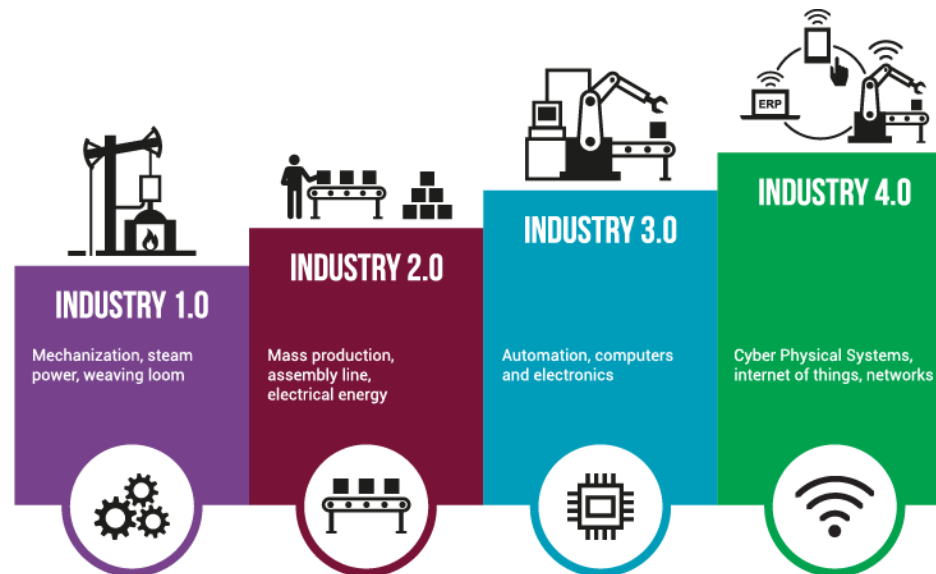 ERP
INDUSTRY 1.0
Mechanization, steam
power, weaving loom
INDUSTRY 2.0
Mass production,
assembly line,
electrical energy
INDUSTRY 3.0
Automation, computers
and electronics
INDUSTRY 4.0
Cyber Physical Systems,
internet of things, networks